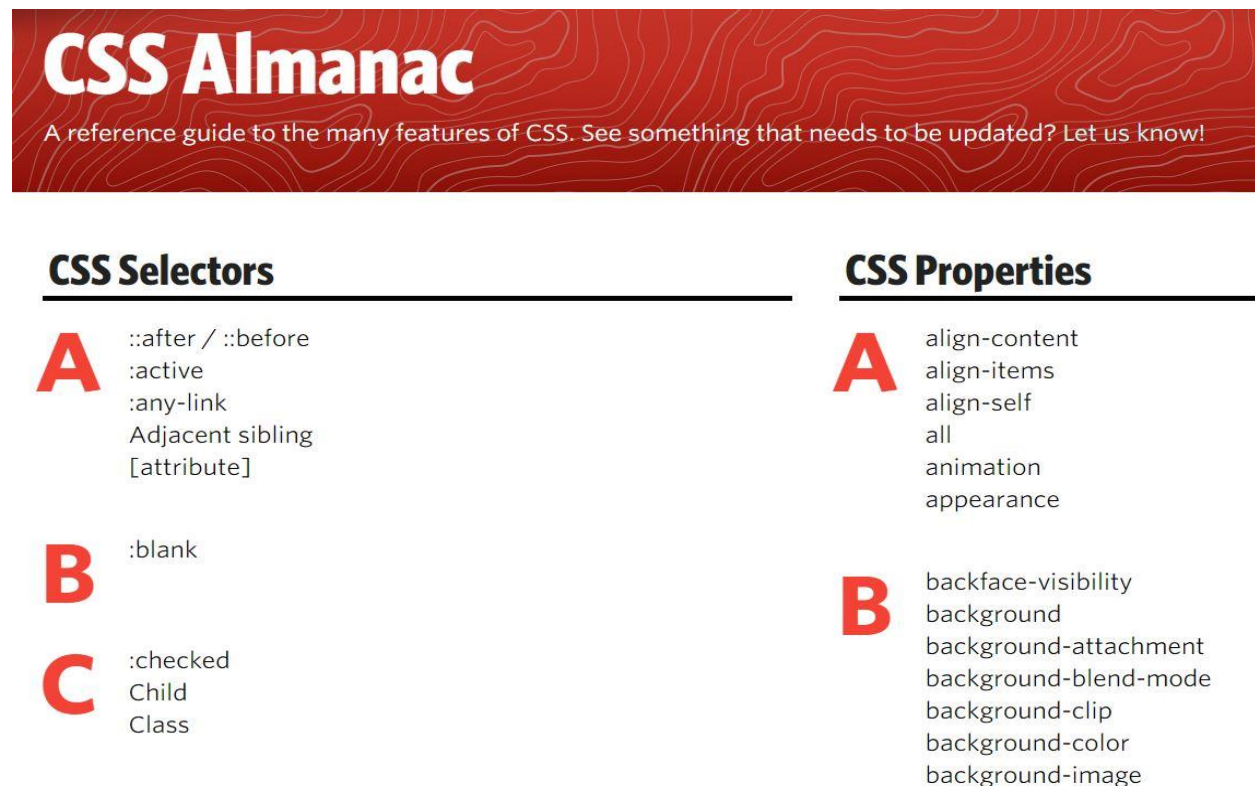 CSS Almanac
A reference guide to the many features of CSS. See something that needs to be updated? Let us know!
CSS Selectors
A
::after / ::before
:active
:any-link
Adjacent sibling
[attribute]
B
:blank
C
:checked
Child
Class
CSS Properties
A
align-content
align-items
align-self
all
animation
appearance
B
backface-visibility
background
background-attachment
background-blend-mode
background-clip
background-color
background-image